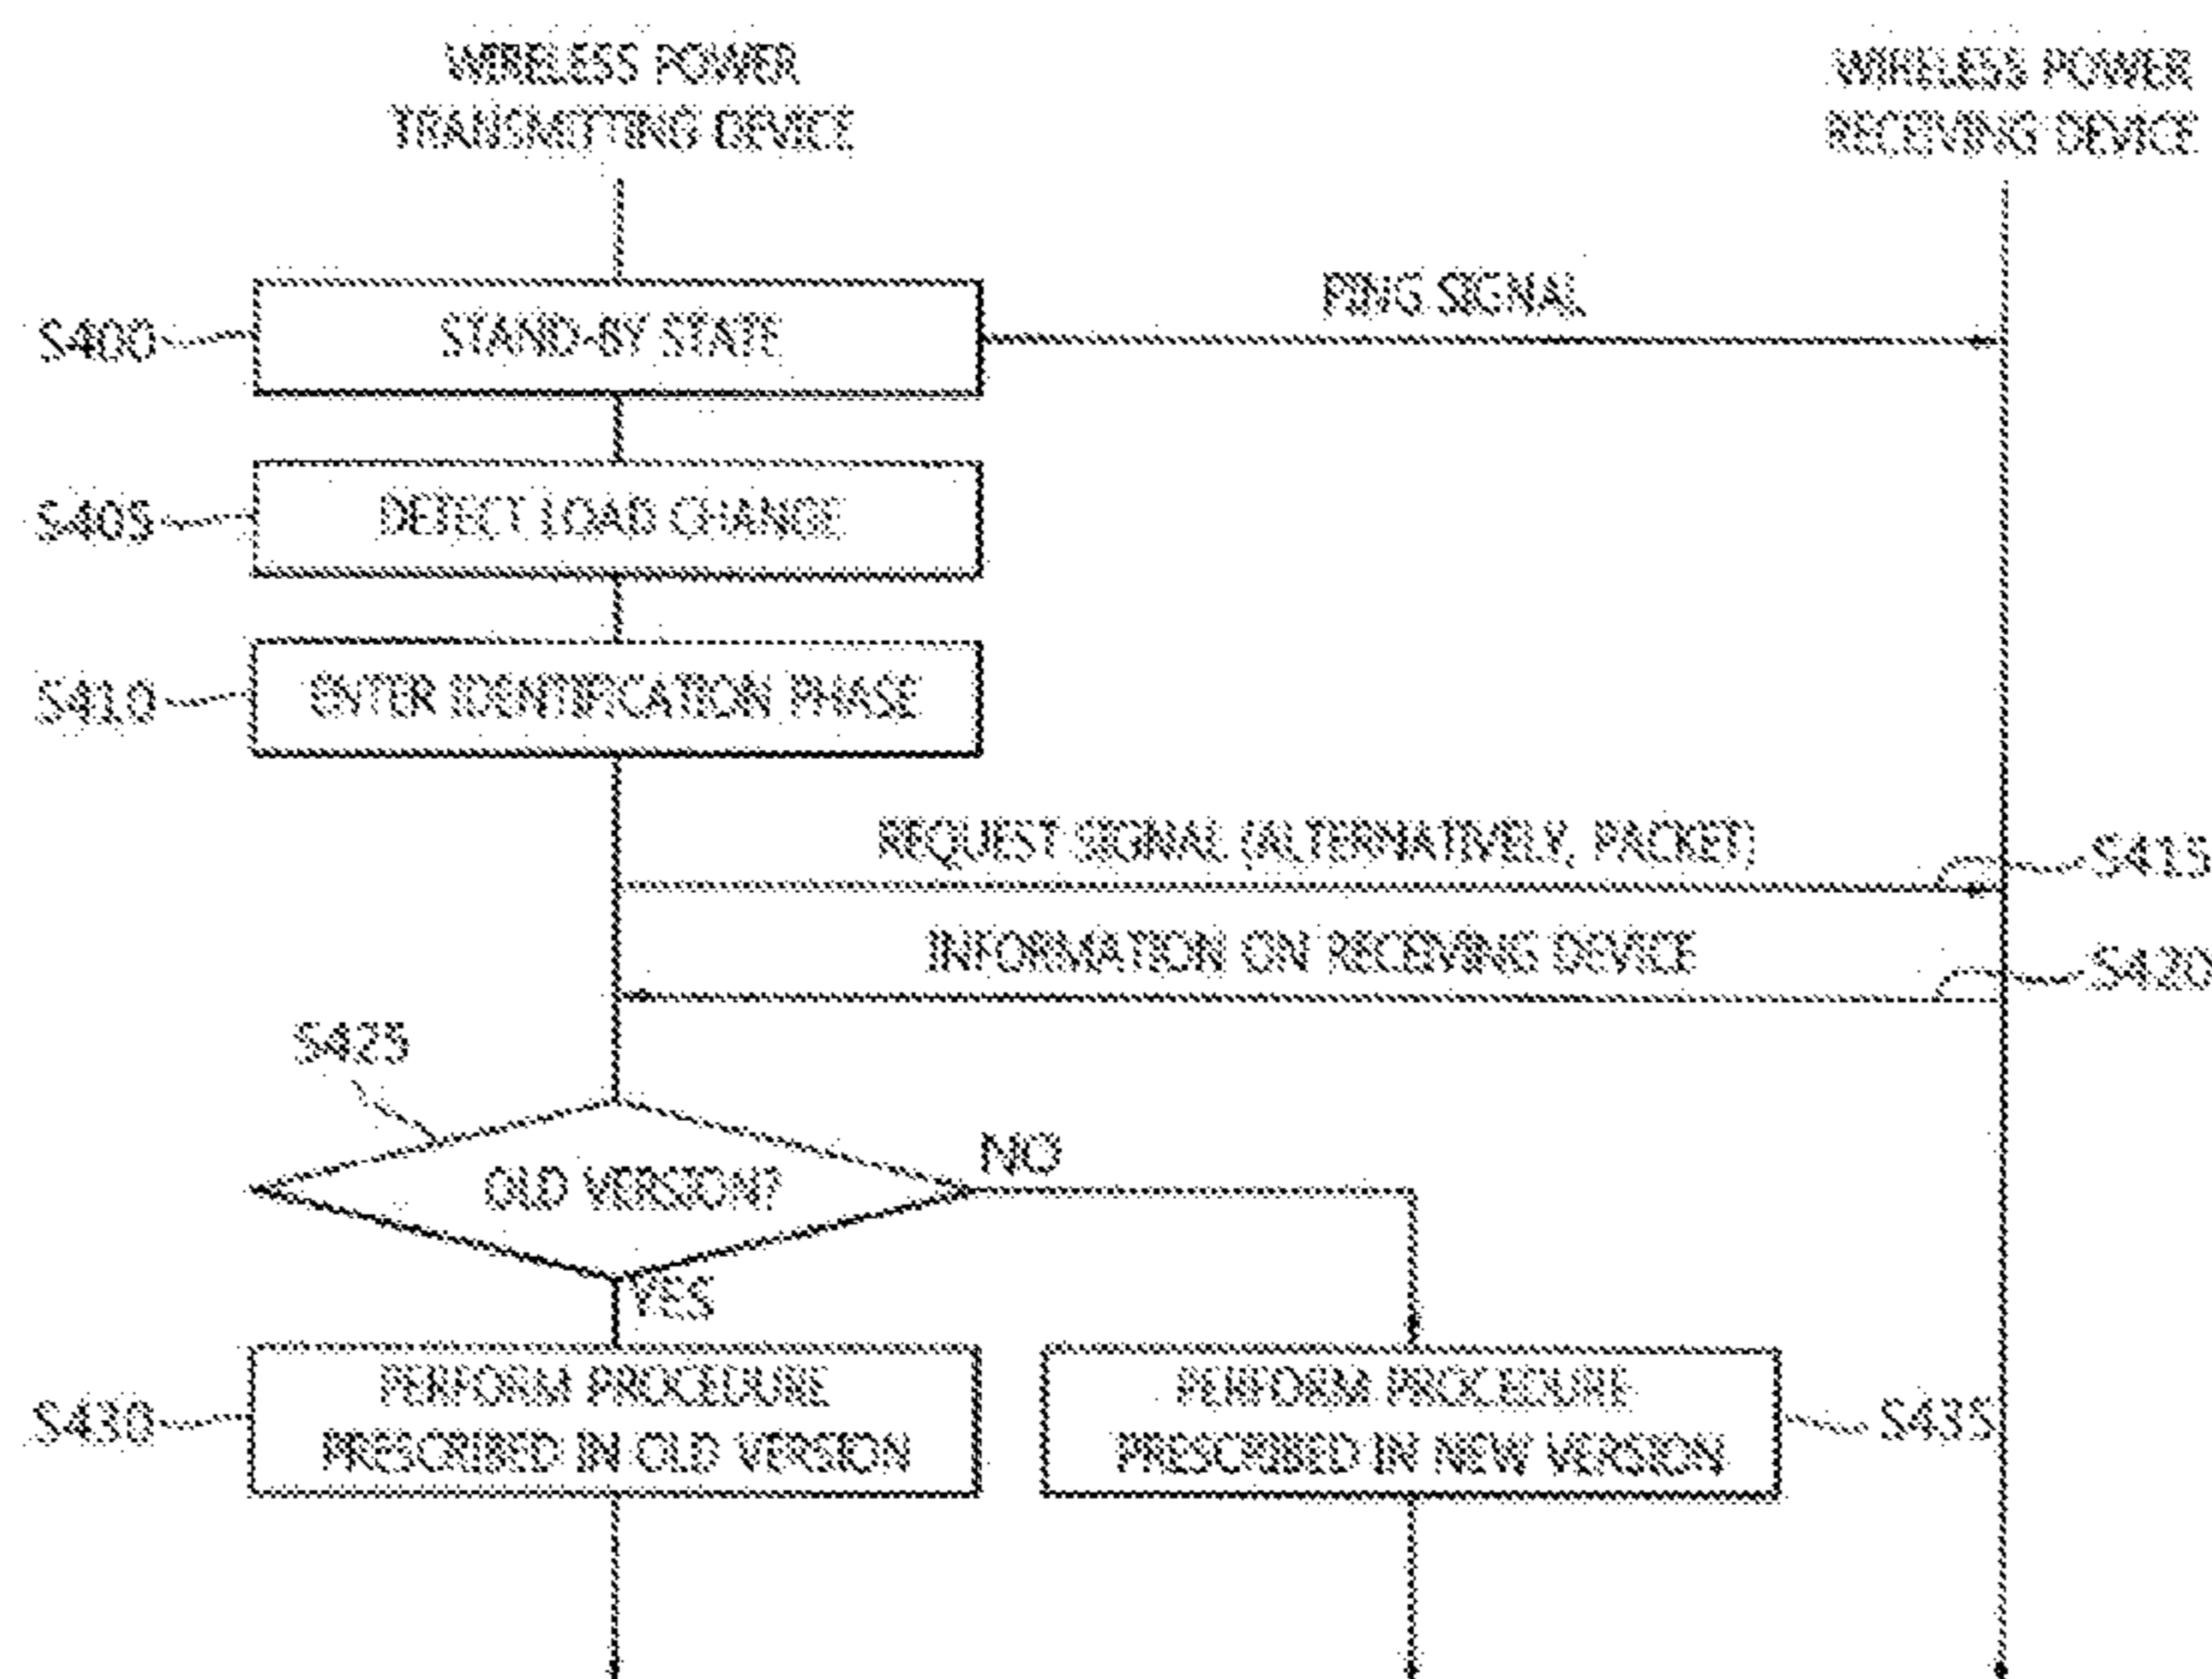 WIRELESS POWER
TRANSMITTING DEVICE
WIRELESS POWER
RECEIVING DEVICE
PING SIGNAL
S400
STAND-BY STATE
S405
DETECT LOAD CHANGE
S410
ENTER IDENTIFICATION PHASE
REQUEST SIGNAL (ALTERNATIVELY, PACKET)
S415
INFORMATION ON RECEIVING DEVICE
S420
S425
OLD VERSION?
NO
YES
S430
PERFORM PROCEDURE
PRESCRIBED IN OLD VERSION
PERFORM PROCEDURE
PRESCRIBED IN NEW VERSION
S435